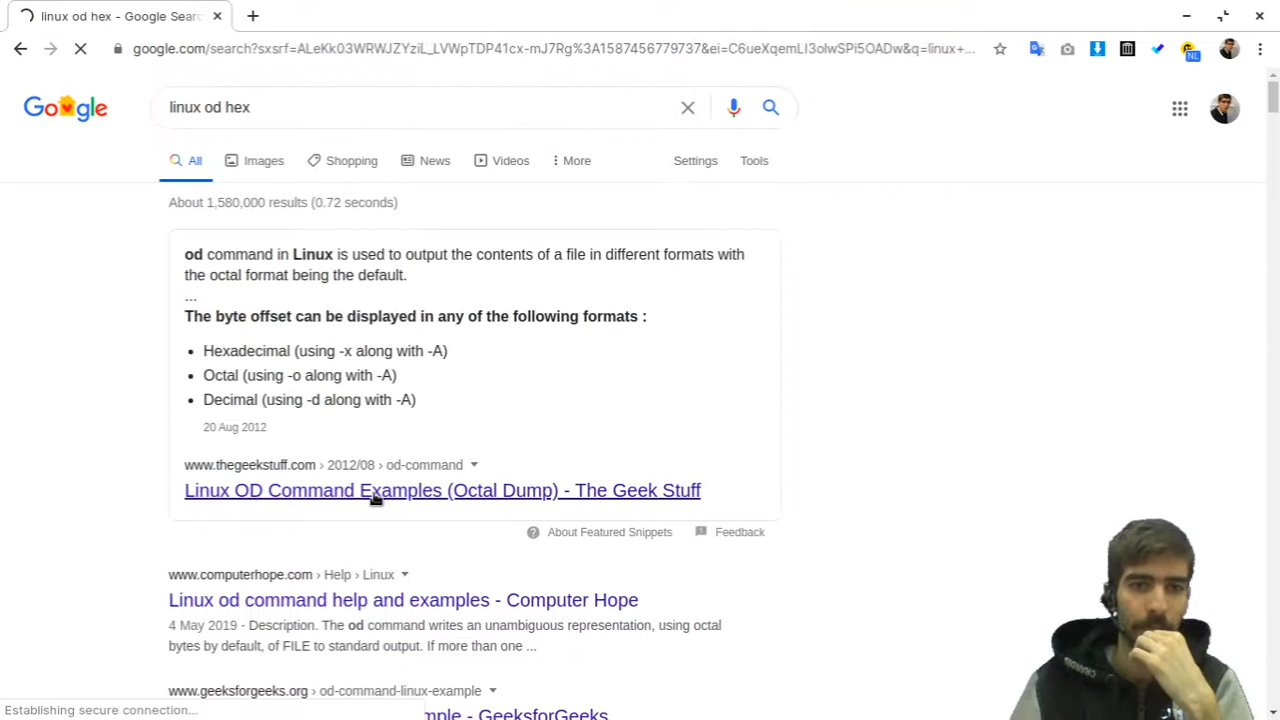 linux od hex - Google Sear
google.com/search?sxsrf=ALeKk03WRWJZYziL_LVWpTDP41cx-mJ7Rg%3A1587456779737&ei=C6ueXqemLI3olwSPi5OADw&q=linux+...
NL
Google
linux od hex
All
Images
Shopping
News
Videos
More
Settings
Tools
About 1,580,000 results (0.72 seconds)
od command in Linux is used to output the contents of a file in different formats with
the octal format being the default.
...
The byte offset can be displayed in any of the following formats :
• Hexadecimal (using -x along with -A)
• Octal (using -o along with -A)
• Decimal (using -d along with -A)
20 Aug 2012
www.thegeekstuff.com › 2012/08 › od-command
Linux OD Command Examples (Octal Dump) - The Geek Stuff
About Featured Snippets
Feedback
www.computerhope.com › Help › Linux
Linux od command help and examples - Computer Hope
4 May 2019 - Description. The od command writes an unambiguous representation, using octal
bytes by default, of FILE to standard output. If more than one ...
www.geeksforgeeks.org › od-command-linux-example
mple - GeeksforGeeks
Establishing secure connection...